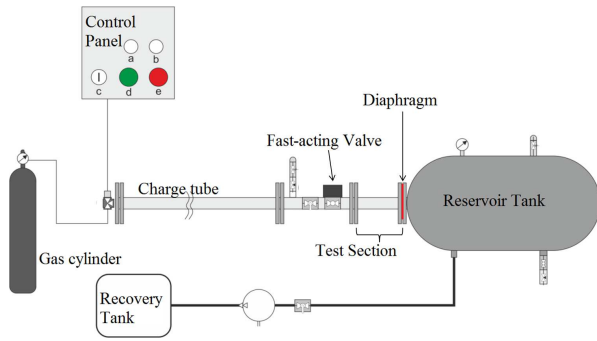 Control
Panel
a
b
c
d
e
Diaphragm
Fast-acting Valve
Charge tube
Reservoir Tank
Test Section
Gas cylinder
Recovery
Tank